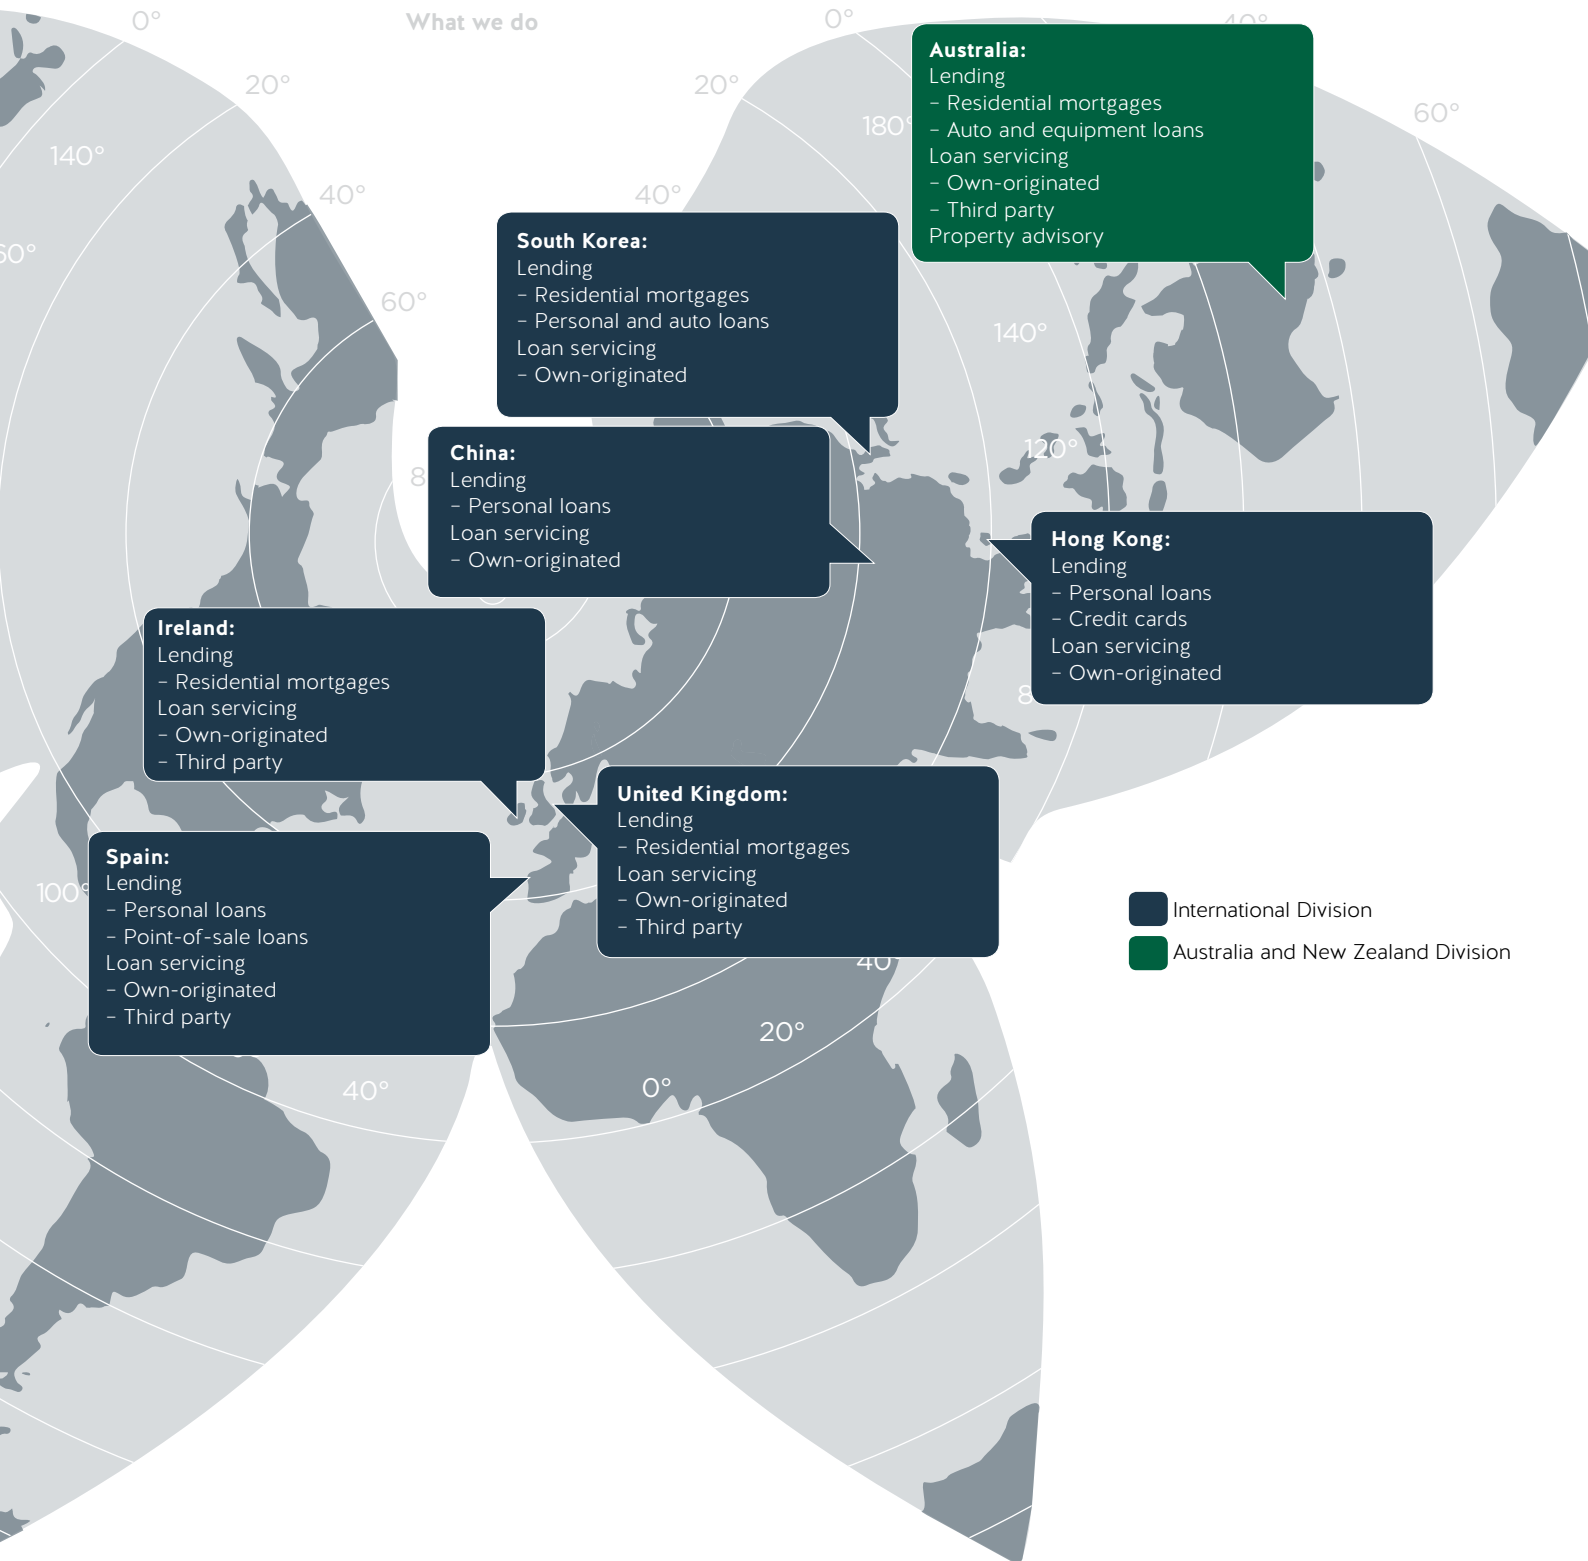 What we do
0°
0°
40°
20°
20°
60°
140°
180°
40°
40°
60°
140°
120°
100°
40°
20°
0°
40°
Australia:
Lending
– Residential mortgages
– Auto and equipment loans
Loan servicing
– Own-originated
– Third party
Property advisory
South Korea:
Lending
– Residential mortgages
– Personal and auto loans
Loan servicing
– Own-originated
China:
Lending
– Personal loans
Loan servicing
– Own-originated
Hong Kong:
Lending
– Personal loans
– Credit cards
Loan servicing
– Own-originated
Ireland:
Lending
– Residential mortgages
Loan servicing
– Own-originated
– Third party
United Kingdom:
Lending
– Residential mortgages
Loan servicing
– Own-originated
– Third party
Spain:
Lending
– Personal loans
– Point-of-sale loans
Loan servicing
– Own-originated
– Third party
International Division
Australia and New Zealand Division